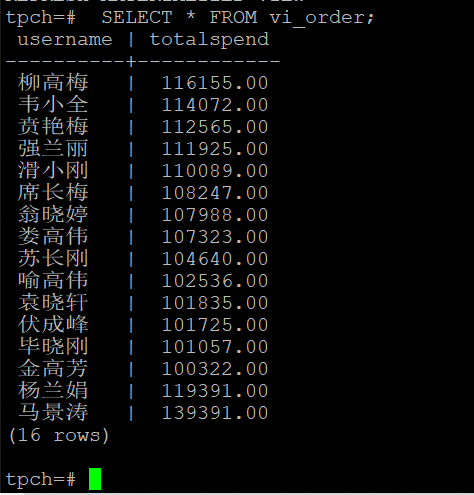 tpch=#  SELECT * FROM vi_order;
 username | totalspend
----------+------------
 柳高梅   |  116155.00
 韦小全   |  114072.00
 贲艳梅   |  112565.00
 强兰丽   |  111925.00
 滑小刚   |  110089.00
 席长梅   |  108247.00
 翁晓婷   |  107988.00
 娄高伟   |  107323.00
 苏长刚   |  104640.00
 喻高伟   |  102536.00
 袁晓轩   |  101835.00
 伏成峰   |  101725.00
 毕晓刚   |  101057.00
 金高芳   |  100322.00
 杨兰娟   |  119391.00
 马景涛   |  139391.00
(16 rows)
tpch=#